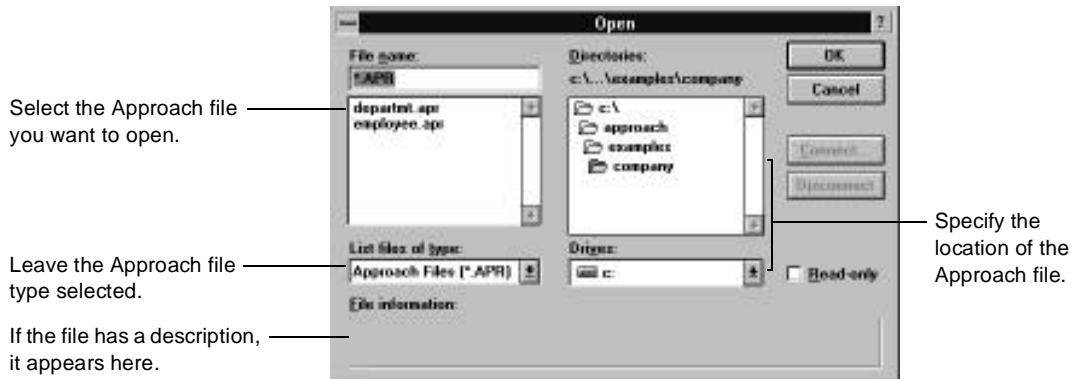 Open
?
File name:
*.APR
departmt.apr
employee.apr
Directories:
c:\...\examples\company
c:\
approach
examples
company
OK
Cancel
Connect...
Disconnect
List files of type:
Approach Files (*.APR)
Drives:
c:
Read-only
File information:
Select the Approach file
you want to open.
Leave the Approach file
type selected.
If the file has a description,
it appears here.
Specify the
location of the
Approach file.